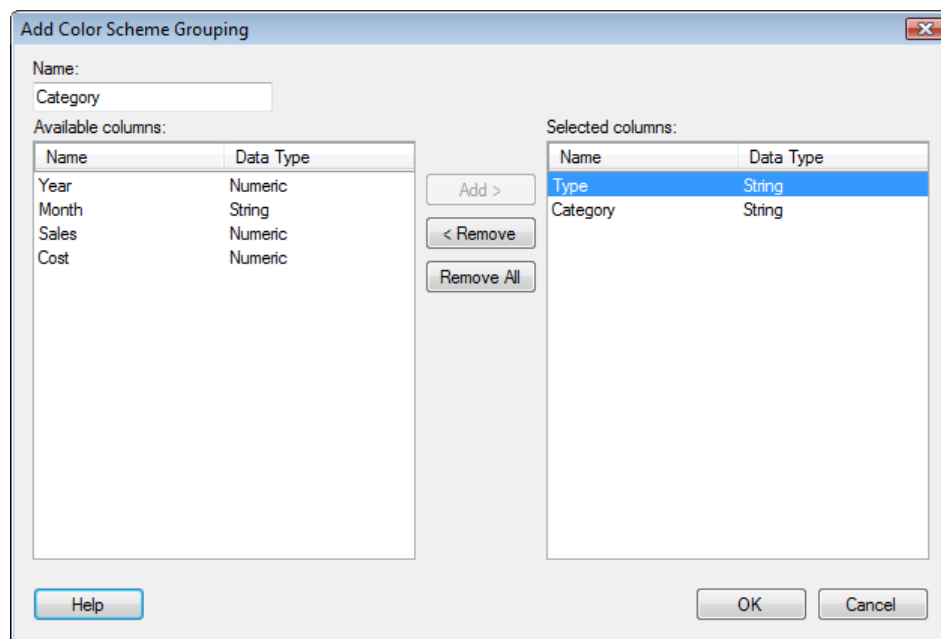 Add Color Scheme Grouping
Name:
Category
Available columns:
Name Data Type
Year Numeric
Month String
Sales Numeric
Cost Numeric
Add >
< Remove
Remove All
Selected columns:
Name Data Type
Type String
Category String
Help
OK
Cancel